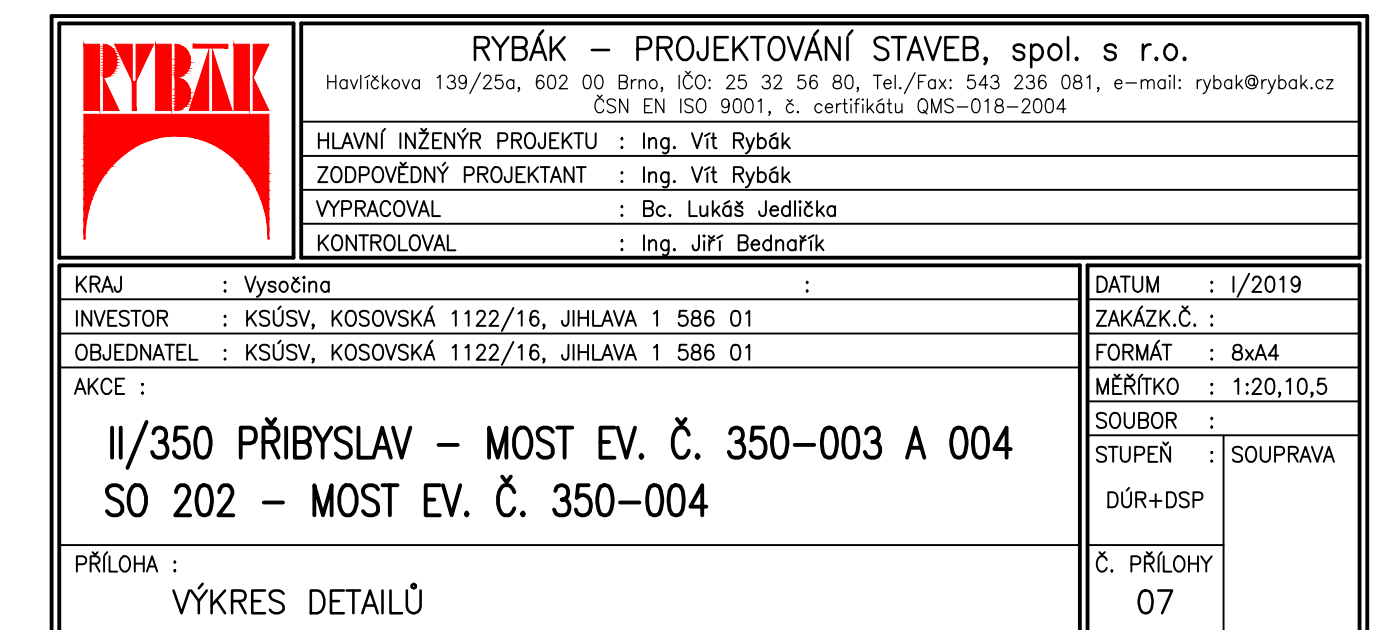 RYBÁK
RYBÁK – PROJEKTOVÁNÍ STAVEB, spol. s r.o.
Havlíčkova 139/25a, 602 00 Brno, IČO: 25 32 56 80, Tel./Fax: 543 236 081, e–mail: rybak@rybak.cz
ČSN EN ISO 9001, č. certifikátu QMS–018–2004
HLAVNÍ INŽENÝR PROJEKTU : Ing. Vít Rybák
ZODPOVĚDNÝ PROJEKTANT : Ing. Vít Rybák
VYPRACOVAL : Bc. Lukáš Jedlička
KONTROLOVAL : Ing. Jiří Bednařík
KRAJ : Vysočina :
INVESTOR : KSÚSV, KOSOVSKÁ 1122/16, JIHLAVA 1 586 01
OBJEDNATEL : KSÚSV, KOSOVSKÁ 1122/16, JIHLAVA 1 586 01
AKCE :
II/350 PŘIBYSLAV – MOST EV. Č. 350–003 A 004
SO 202 – MOST EV. Č. 350–004
PŘÍLOHA :
VÝKRES DETAILŮ
DATUM : I/2019
ZAKÁZK.Č. :
FORMÁT : 8xA4
MĚŘÍTKO : 1:20,10,5
SOUBOR :
STUPEŇ : SOUPRAVA
DÚR+DSP
Č. PŘÍLOHY
07